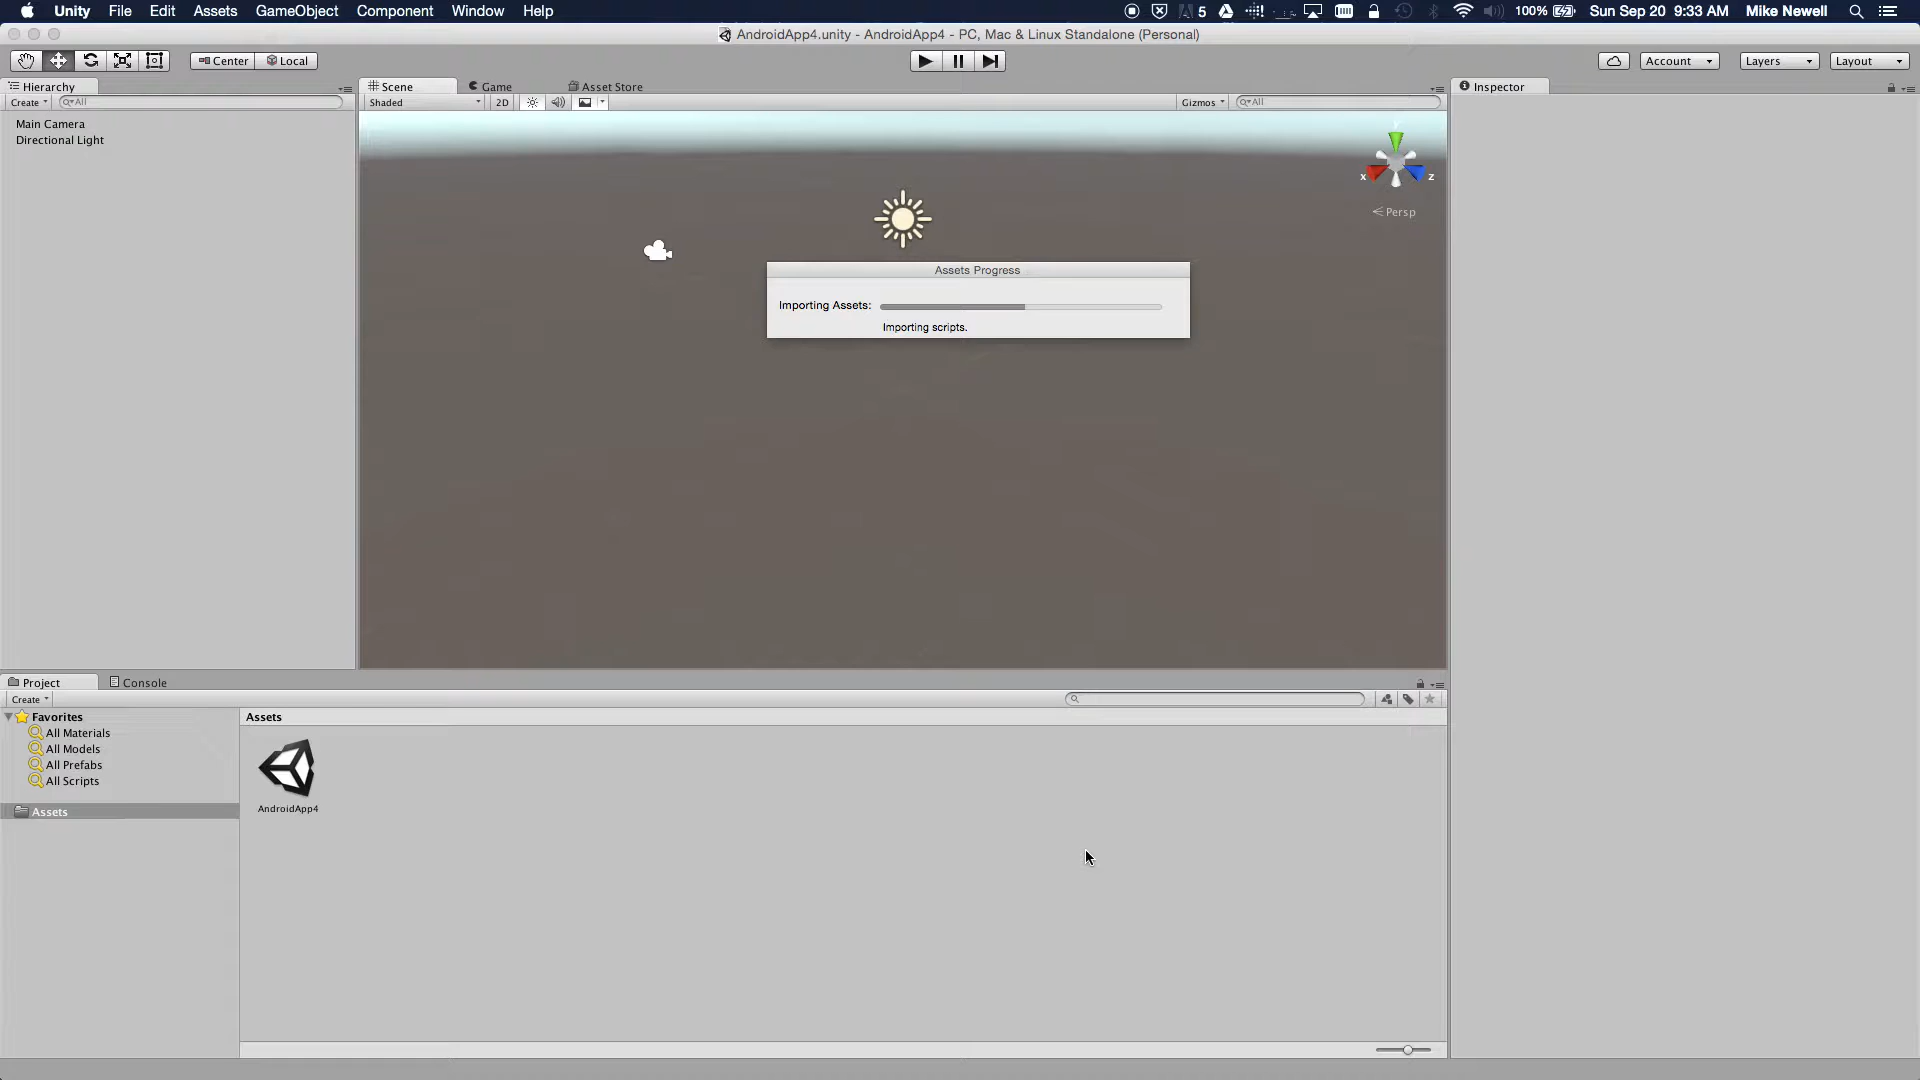 Unity File Edit Assets GameObject Component Window Help 5 100% Sun Sep 20 9:33 AM Mike Newell
AndroidApp4.unity - AndroidApp4 - PC, Mac & Linux Standalone (Personal)
Center Local Account Layers Layout
Hierarchy Scene Game Asset Store Inspector
Create All Shaded 2D Gizmos All
Main Camera
Directional Light
y
x z
Persp
Assets Progress
Importing Assets:
Importing scripts.
Project Console
Create
Favorites Assets
All Materials
All Models
All Prefabs
All Scripts
Assets AndroidApp4